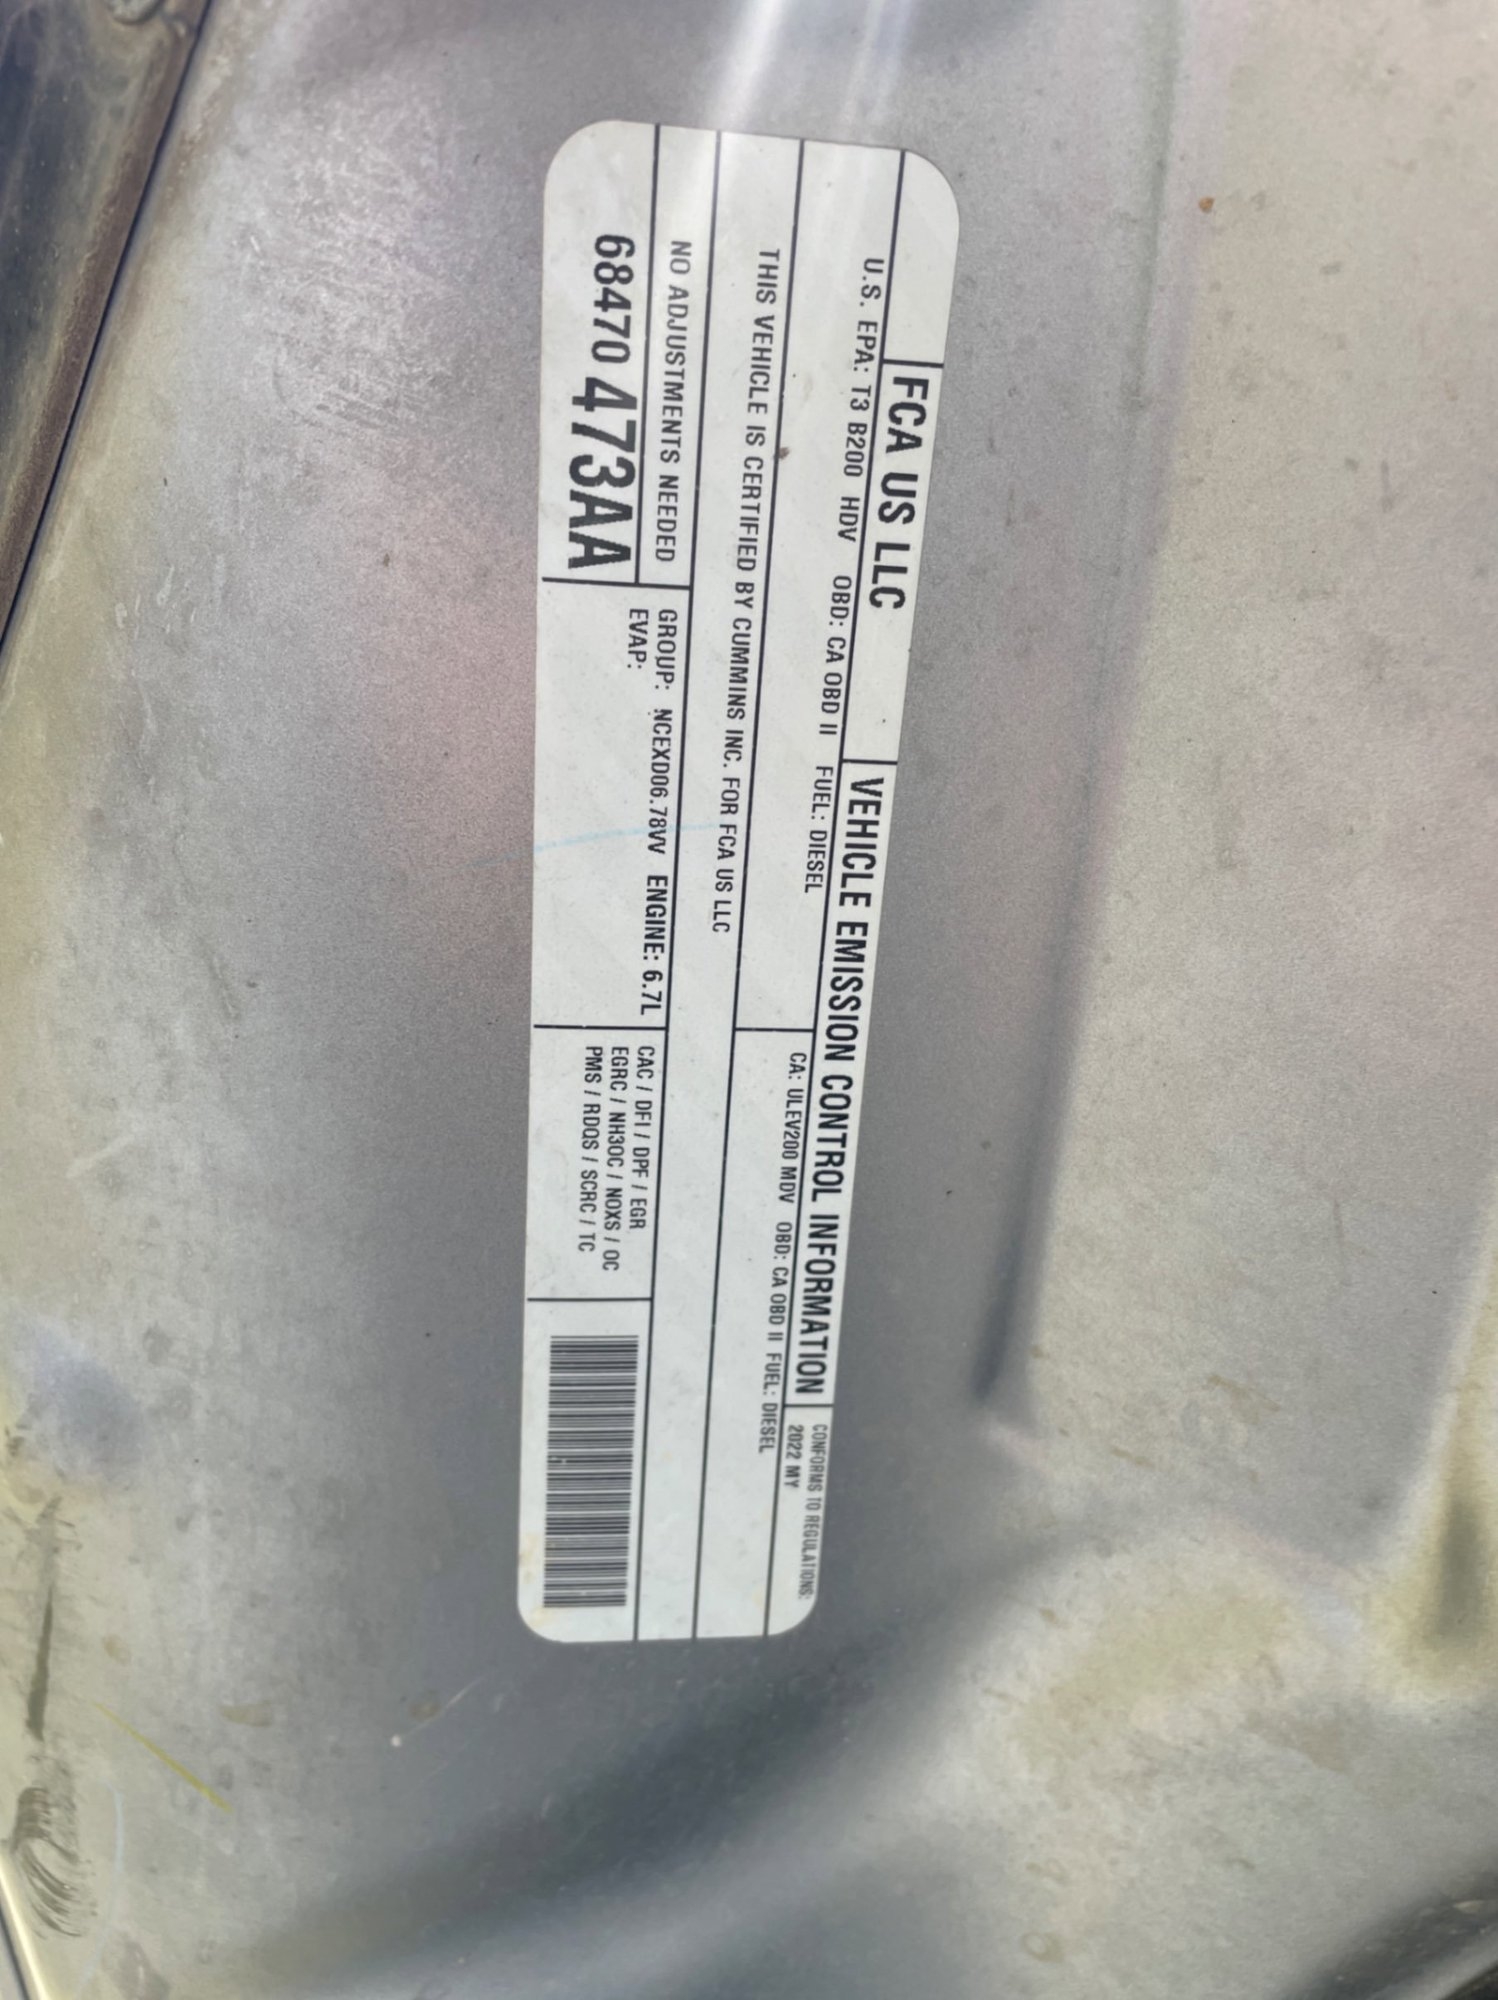 FCA US LLC
VEHICLE EMISSION CONTROL INFORMATION
CONFORMS TO REGULATIONS:
2022 MY
U.S. EPA: T3 B200 HDV OBD: CA OBD II FUEL: DIESEL
CA: ULEV200 MDV OBD: CA OBD II FUEL: DIESEL
THIS VEHICLE IS CERTIFIED BY CUMMINS INC. FOR FCA US LLC
NO ADJUSTMENTS NEEDED
68470 473AA
GROUP: NCEXD06.78VV ENGINE: 6.7L
EVAP:
CAC / DFI / DPF / EGR
EGRC / NH3OC / NOXS / OC
PMS / RDQS / SCRC / TC